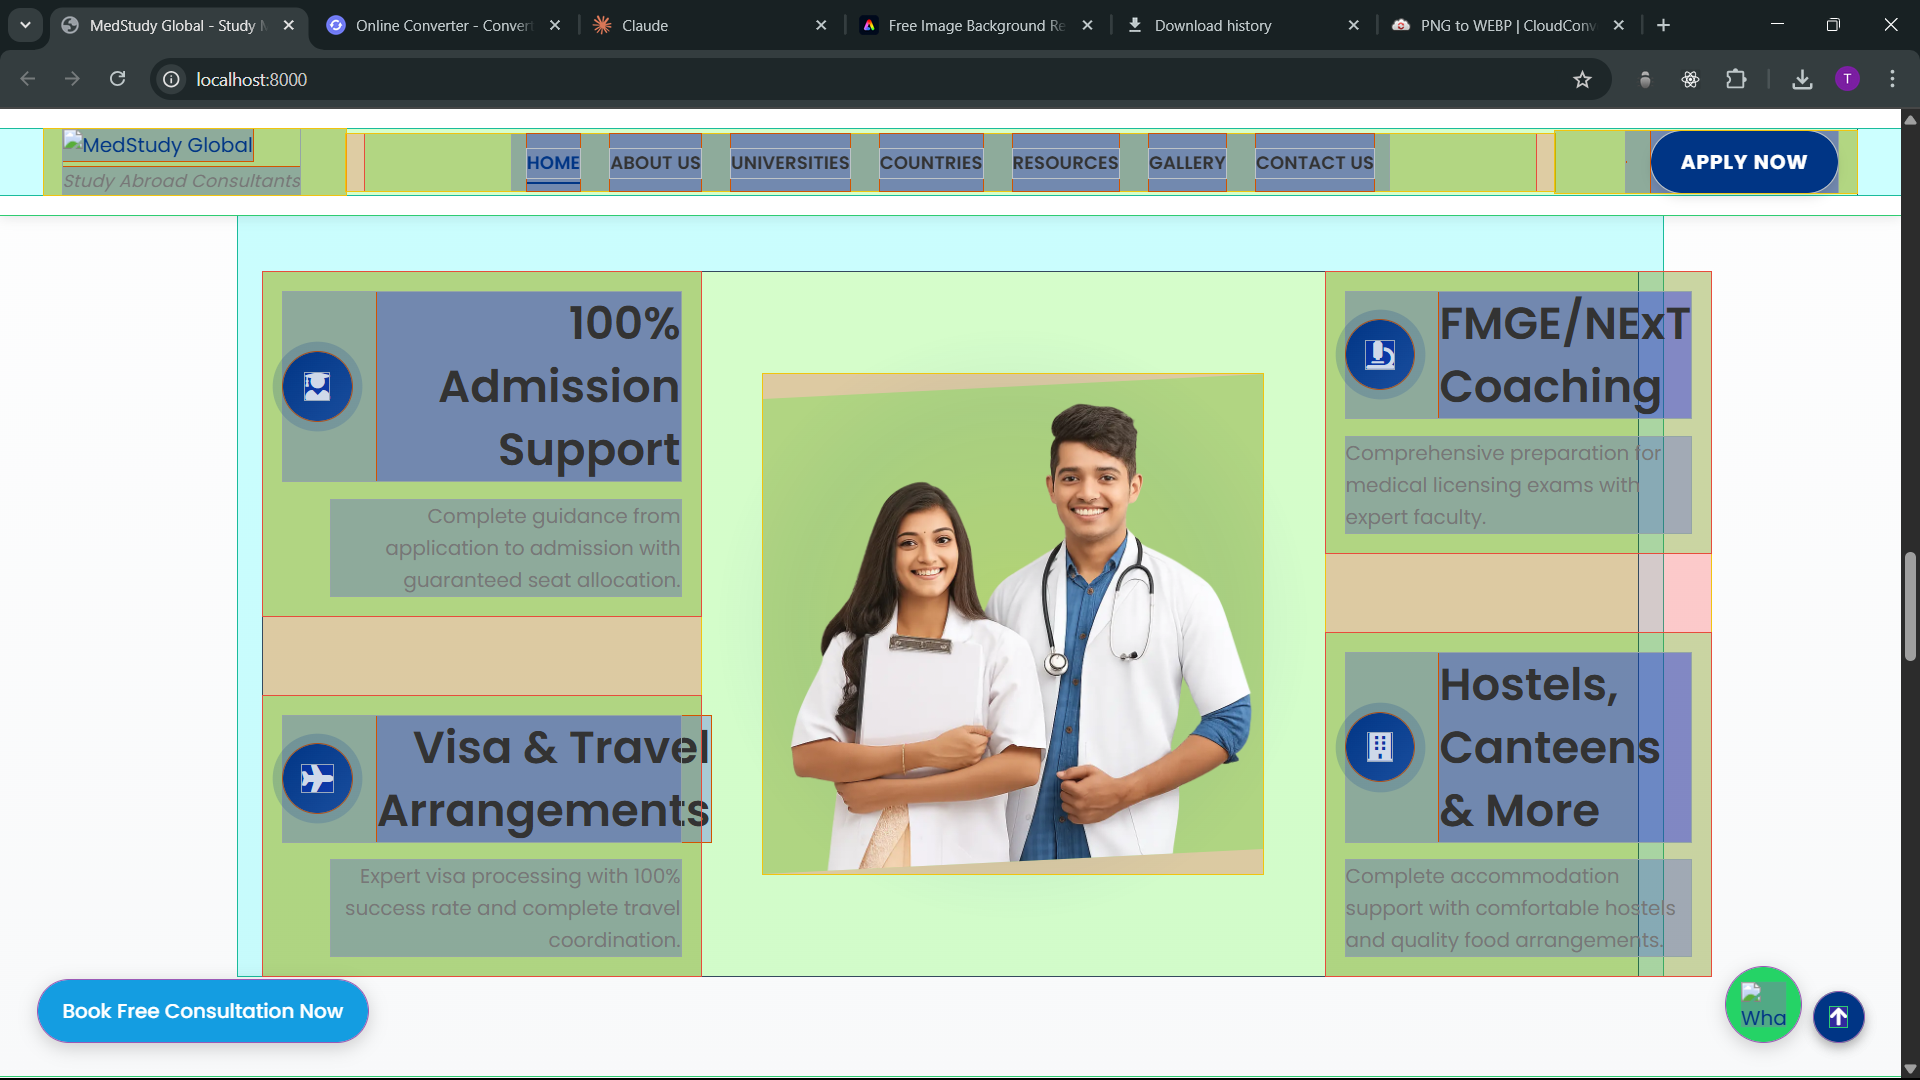 MedStudy Global - Study M
Online Converter - Convert
Claude
Free Image Background Re
Download history
PNG to WEBP | CloudConv
localhost:8000
T
MedStudy Global
Study Abroad Consultants
HOME
ABOUT US
UNIVERSITIES
COUNTRIES
RESOURCES
GALLERY
CONTACT US
APPLY NOW
100%
Admission
Support
Complete guidance from
application to admission with
guaranteed seat allocation.
Visa & Travel
Arrangements
Expert visa processing with 100%
success rate and complete travel
coordination.
FMGE/NExT
Coaching
Comprehensive preparation for
medical licensing exams with
expert faculty.
Hostels,
Canteens
& More
Complete accommodation
support with comfortable hostels
and quality food arrangements.
Book Free Consultation Now
Wha